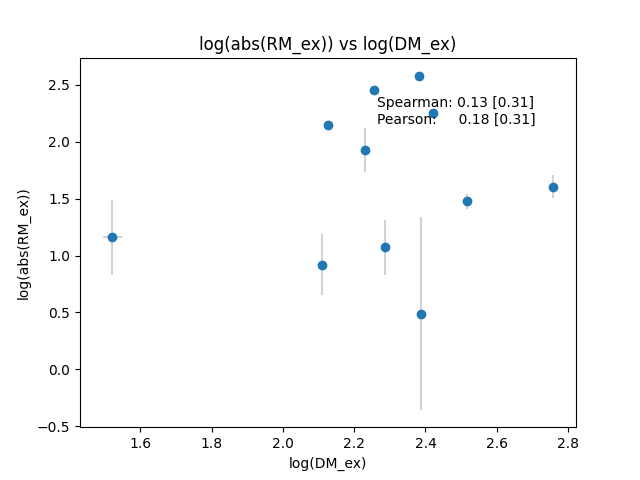 log(abs(RM_ex)) vs log(DM_ex)
2.5
2.0
1.5
1.0
0.5
0.0
−0.5
log(abs(RM_ex))
Spearman: 0.13 [0.31]
Pearson: 0.18 [0.31]
1.6
1.8
2.0
2.2
2.4
2.6
2.8
log(DM_ex)